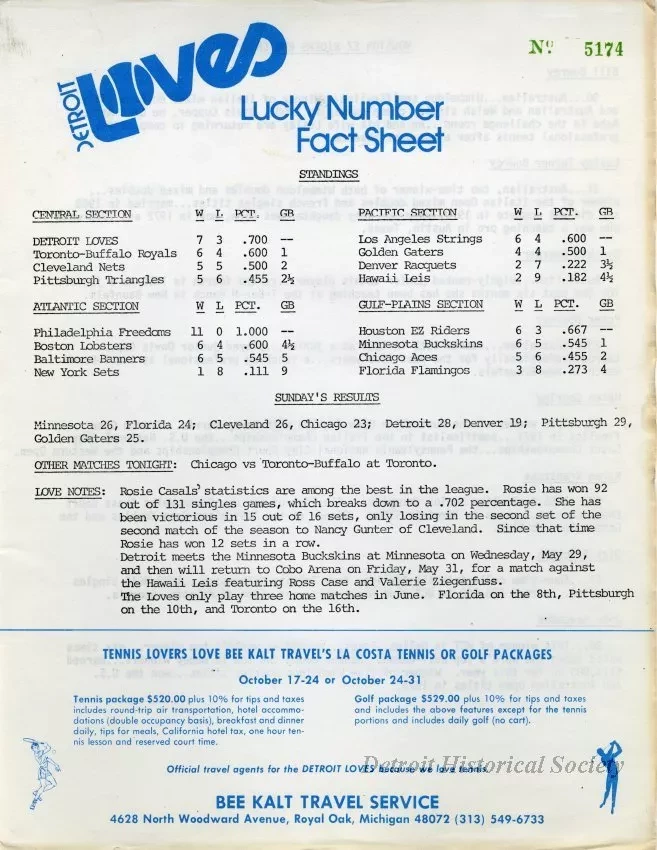 DETROIT LOVES
Nº 5174
Lucky Number
Fact Sheet
STANDINGS
CENTRAL SECTION W L PCT. GB
DETROIT LOVES 7 3 .700 --
Toronto-Buffalo Royals 6 4 .600 1
Cleveland Nets 5 5 .500 2
Pittsburgh Triangles 5 6 .455 2½
PACIFIC SECTION W L PCT. GB
Los Angeles Strings 6 4 .600 --
Golden Gaters 4 4 .500 1
Denver Racquets 2 7 .222 3½
Hawaii Leis 2 9 .182 4½
ATLANTIC SECTION W L PCT. GB
Philadelphia Freedoms 11 0 1.000 --
Boston Lobsters 6 4 .600 4½
Baltimore Banners 6 5 .545 5
New York Sets 1 8 .111 9
GULF-PLAINS SECTION W L PCT. GB
Houston EZ Riders 6 3 .667 --
Minnesota Buckskins 6 5 .545 1
Chicago Aces 5 6 .455 2
Florida Flamingos 3 8 .273 4
SUNDAY'S RESULTS
Minnesota 26, Florida 24; Cleveland 26, Chicago 23; Detroit 28, Denver 19; Pittsburgh 29,
Golden Gaters 25.
OTHER MATCHES TONIGHT: Chicago vs Toronto-Buffalo at Toronto.
LOVE NOTES: Rosie Casals' statistics are among the best in the league. Rosie has won 92
out of 131 singles games, which breaks down to a .702 percentage. She has
been victorious in 15 out of 16 sets, only losing in the second set of the
second match of the season to Nancy Gunter of Cleveland. Since that time
Rosie has won 12 sets in a row.
Detroit meets the Minnesota Buckskins at Minnesota on Wednesday, May 29,
and then will return to Cobo Arena on Friday, May 31, for a match against
the Hawaii Leis featuring Ross Case and Valerie Ziegenfuss.
The Loves only play three home matches in June. Florida on the 8th, Pittsburgh
on the 10th, and Toronto on the 16th.
TENNIS LOVERS LOVE BEE KALT TRAVEL'S LA COSTA TENNIS OR GOLF PACKAGES
October 17-24 or October 24-31
Tennis package $520.00 plus 10% for tips and taxes
includes round-trip air transportation, hotel accommo-
dations (double occupancy basis), breakfast and dinner
daily, tips for meals, California hotel tax, one hour ten-
nis lesson and reserved court time.
Golf package $529.00 plus 10% for tips and taxes
and includes the above features except for the tennis
portions and includes daily golf (no cart).
Official travel agents for the DETROIT LOVES because we love tennis.
Detroit Historical Society
BEE KALT TRAVEL SERVICE
4628 North Woodward Avenue, Royal Oak, Michigan 48072 (313) 549-6733